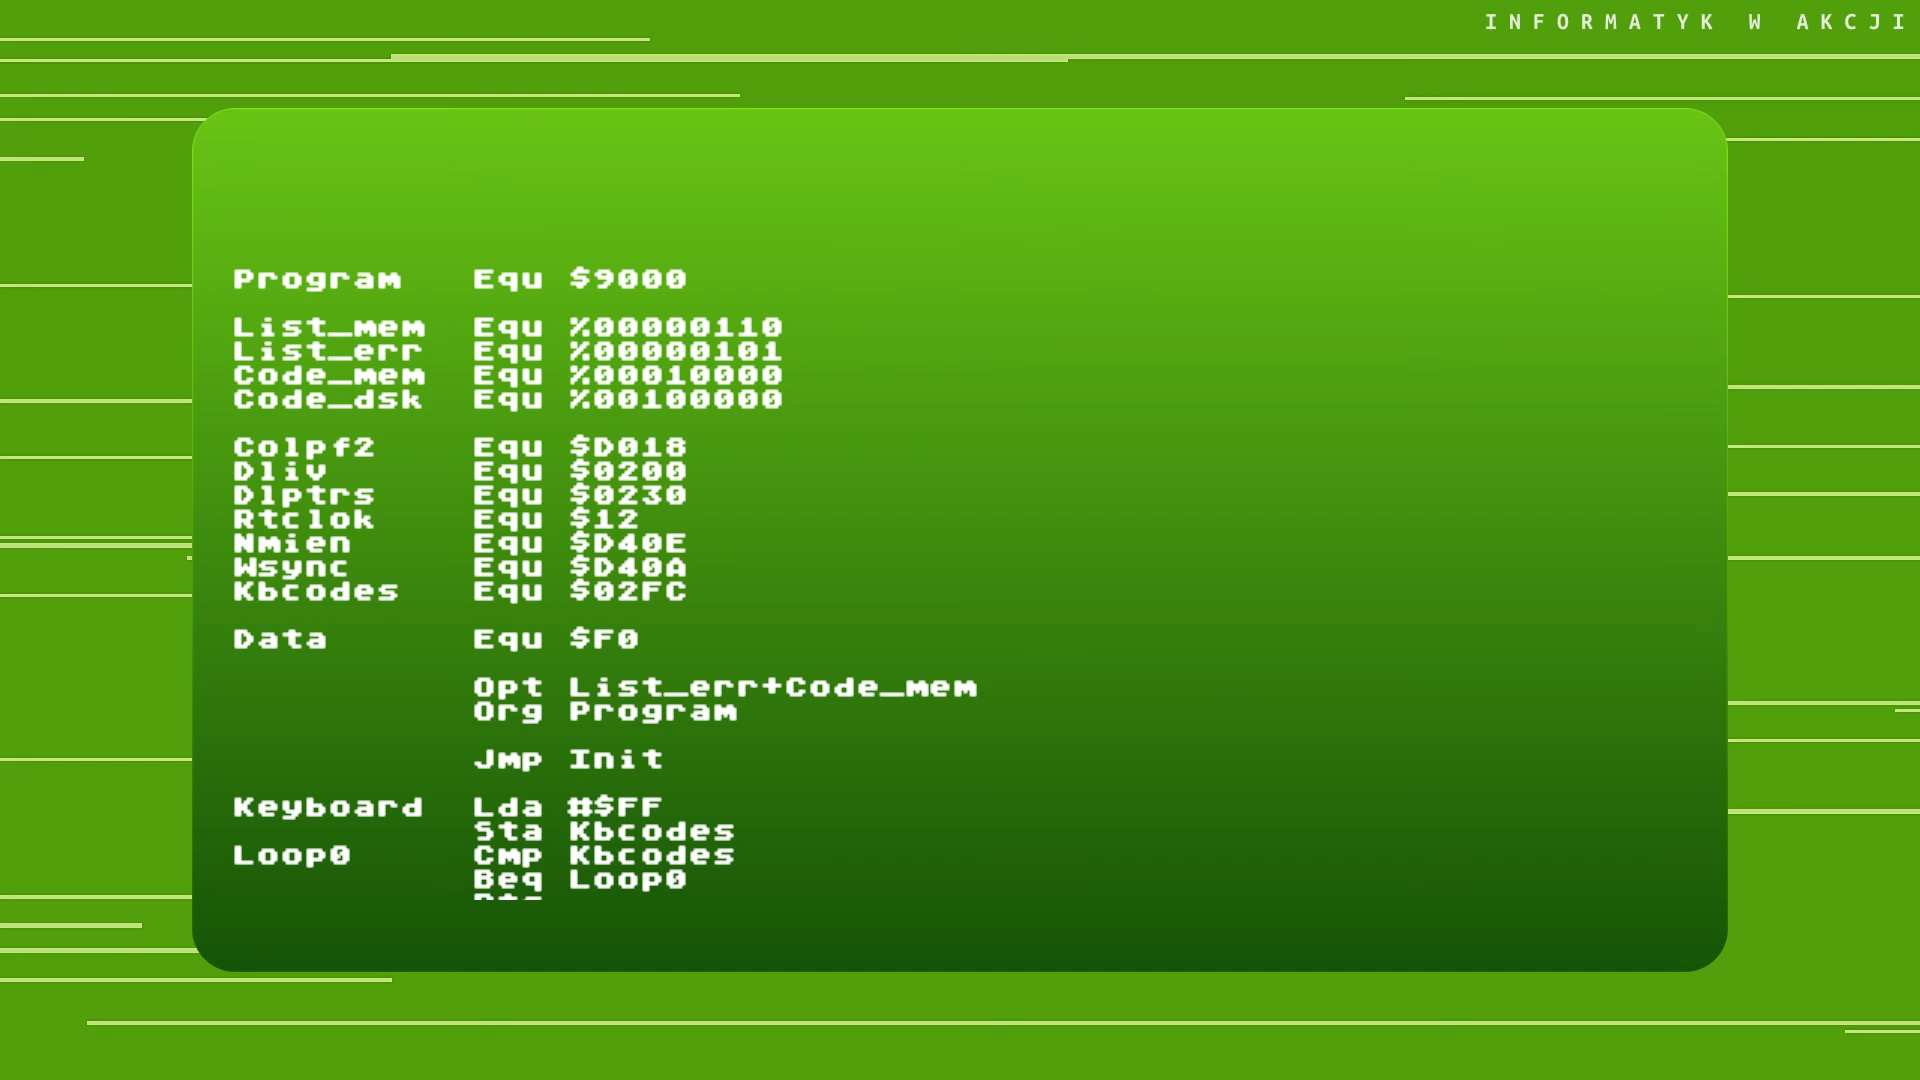 INFORMATYK W AKCJI
Program Equ $9000
List_mem Equ %00000110
List_err Equ %00000101
Code_mem Equ %00010000
Code_dsk Equ %00100000
Colpf2 Equ $D018
Dliv Equ $0200
Dlptrs Equ $0230
Rtclok Equ $12
Nmien Equ $D40E
Wsync Equ $D40A
Kbcodes Equ $02FC
Data Equ $F0
Opt List_err+Code_mem
Org Program
Jmp Init
Keyboard Lda #$FF
Sta Kbcodes
Loop0 Cmp Kbcodes
Beq Loop0